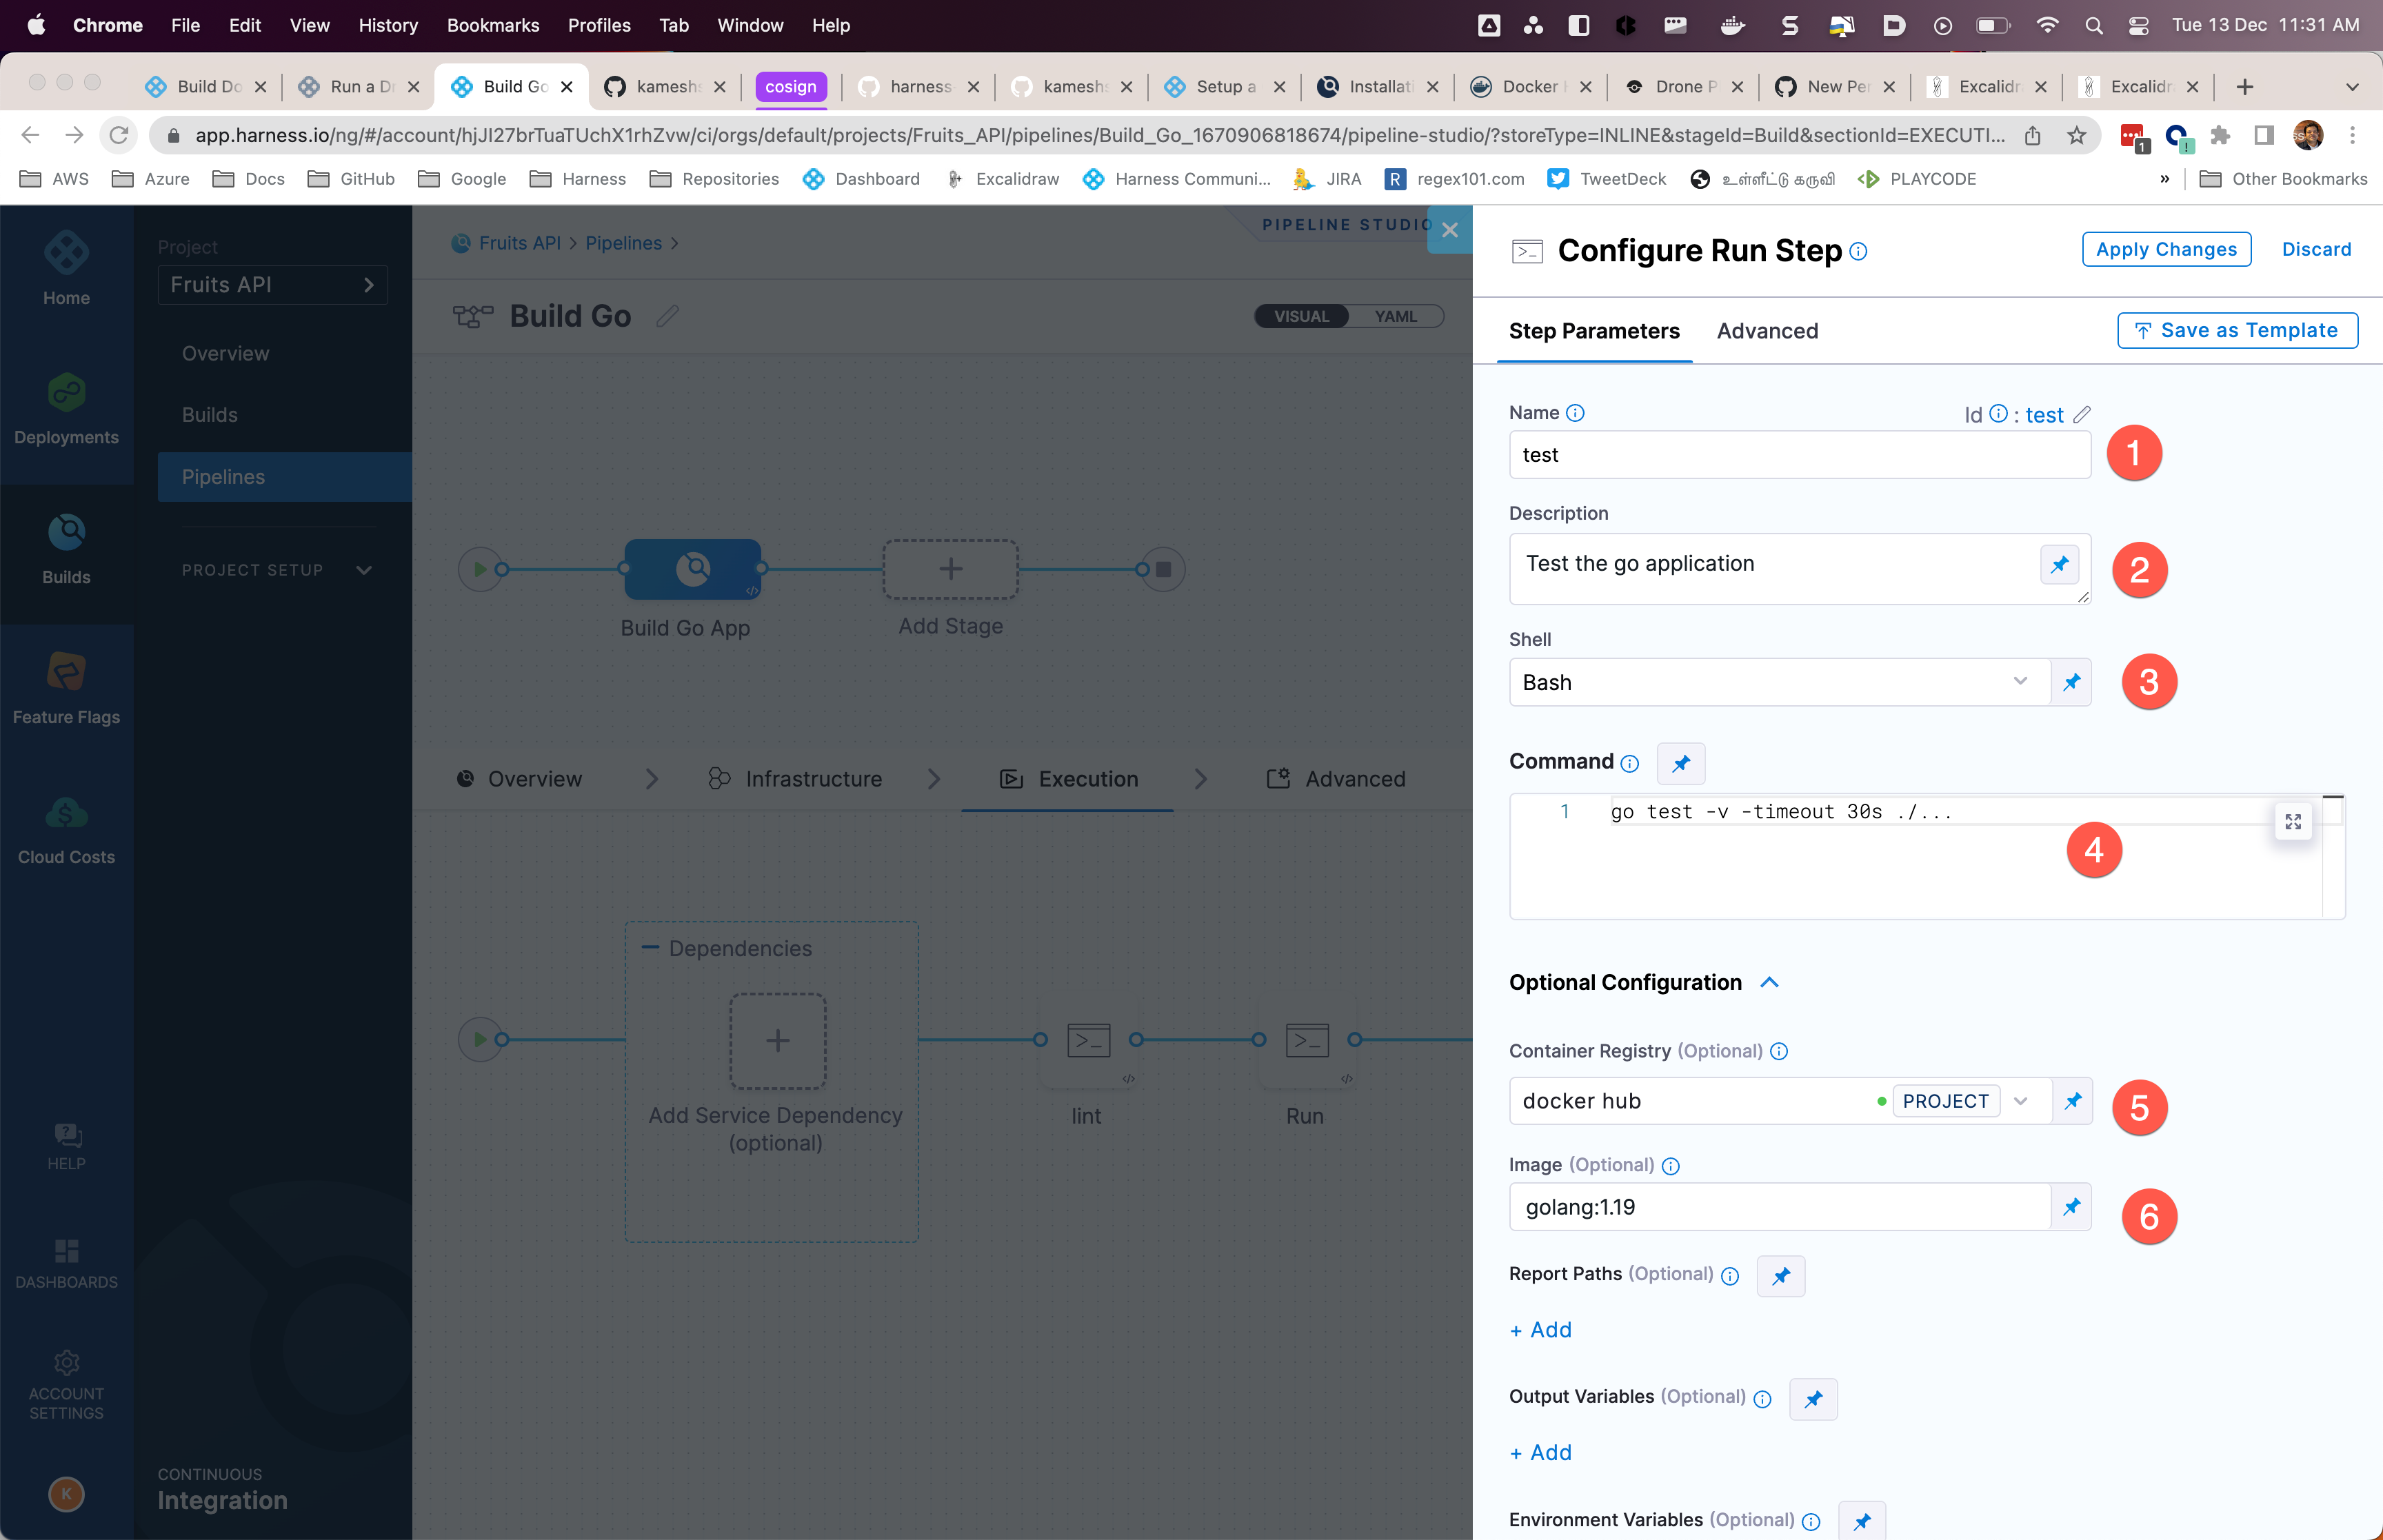 Chrome File Edit View History Bookmarks Profiles Tab Window Help Tue 13 Dec 11:31 AM
Build Do Run a Dr Build Go kamesh cosign harness kamesh Setup a Installati Docker Drone P New Per Excalidr Excalidr
app.harness.io/ng/#/account/hjJI27brTuaTUchX1rhZvw/ci/orgs/default/projects/Fruits_API/pipelines/Build_Go_1670906818674/pipeline-studio/?storeType=INLINE&stageId=Build&sectionId=EXECUTI...
AWS Azure Docs GitHub Google Harness Repositories Dashboard Excalidraw Harness Communi... JIRA regex101.com TweetDeck உள்ளீட்டு கருவி PLAYCODE » Other Bookmarks
Home
Deployments
Builds
Feature Flags
Cloud Costs
HELP
DASHBOARDS
ACCOUNT
SETTINGS
K
Project
Fruits API
Overview
Builds
Pipelines
PROJECT SETUP
CONTINUOUS
Integration
Fruits API > Pipelines >
PIPELINE STUDIO
Build Go
VISUAL YAML
Build Go App
Add Stage
Overview Infrastructure Execution Advanced
Dependencies
Add Service Dependency
(optional)
lint
Run
Configure Run Step
Apply Changes Discard
Step Parameters Advanced
Save as Template
Name Id : test
test
1
Description
Test the go application
2
Shell
Bash
3
Command
1 go test -v -timeout 30s ./...
4
Optional Configuration
Container Registry (Optional)
docker hub PROJECT
5
Image (Optional)
golang:1.19
6
Report Paths (Optional)
+ Add
Output Variables (Optional)
+ Add
Environment Variables (Optional)